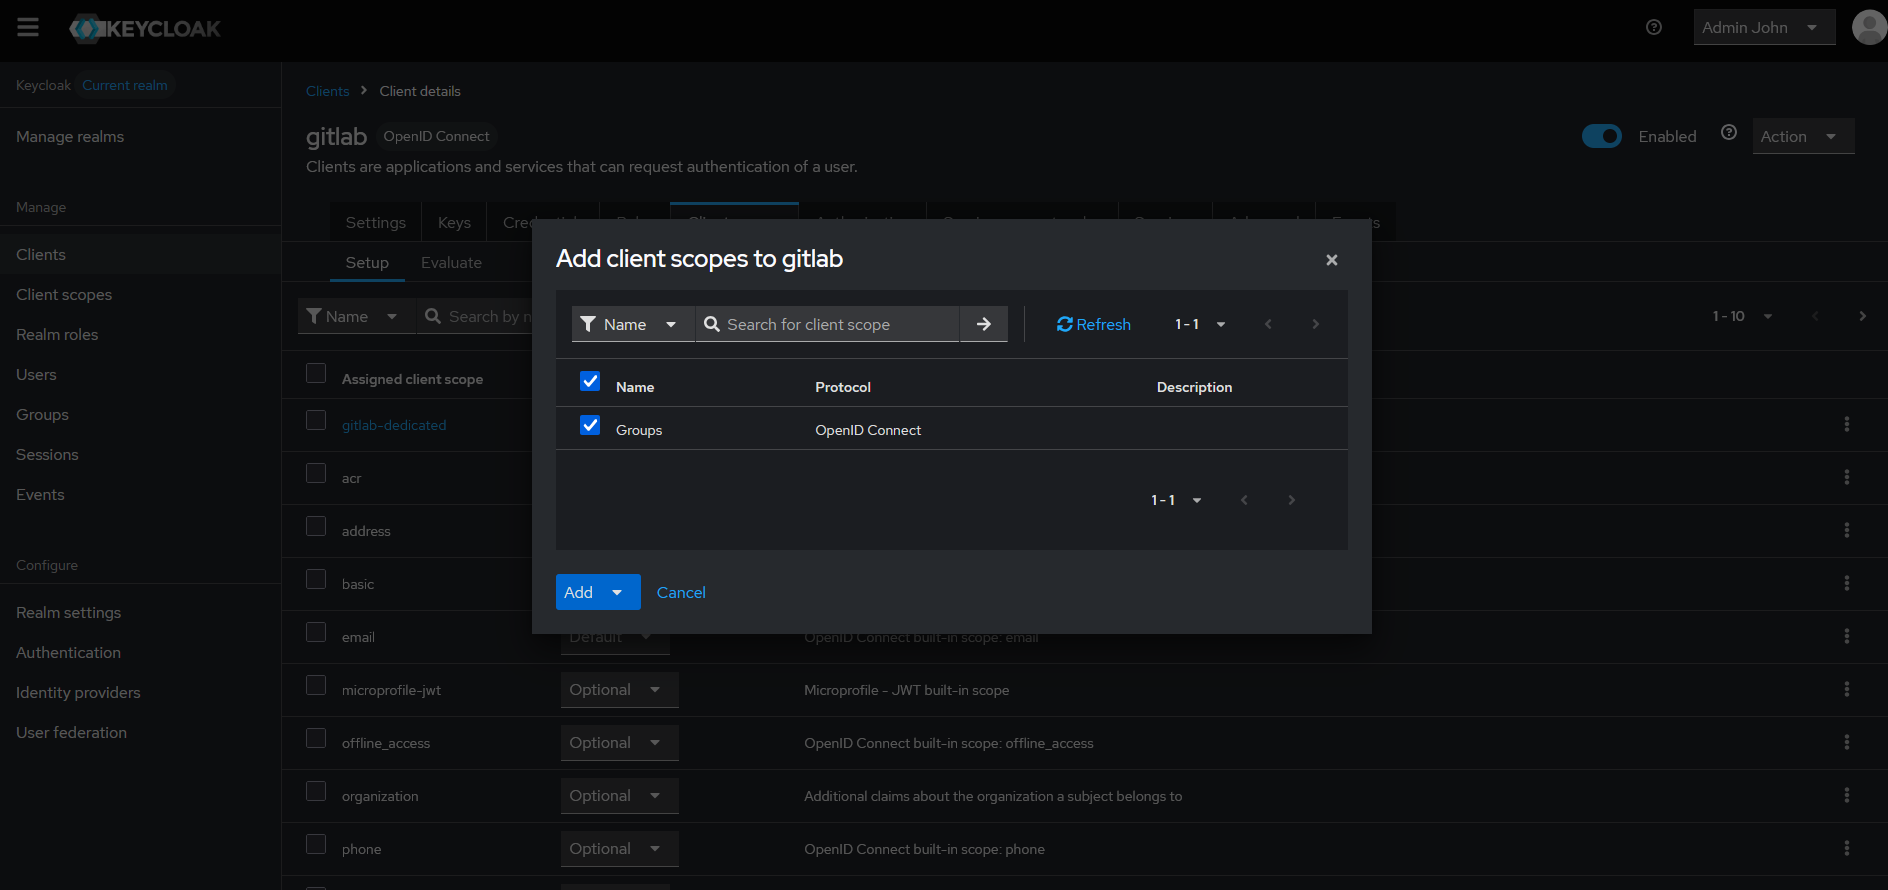 KEYCLOAK
Admin John
Keycloak Current realm
Manage realms
Manage
Clients
Client scopes
Realm roles
Users
Groups
Sessions
Events
Configure
Realm settings
Authentication
Identity providers
User federation
Clients Client details
gitlab OpenID Connect
Enabled Action
Clients are applications and services that can request authentication of a user.
Settings Keys
Setup Evaluate
Name Search by n
1 - 10
Assigned client scope
gitlab-dedicated
acr
address
basic
email Default OpenID Connect built-in scope: email
microprofile-jwt Optional Microprofile - JWT built-in scope
offline_access Optional OpenID Connect built-in scope: offline_access
organization Optional Additional claims about the organization a subject belongs to
phone Optional OpenID Connect built-in scope: phone
Add client scopes to gitlab
Name Search for client scope Refresh 1 - 1
Name Protocol Description
Groups OpenID Connect
1 - 1
Add Cancel